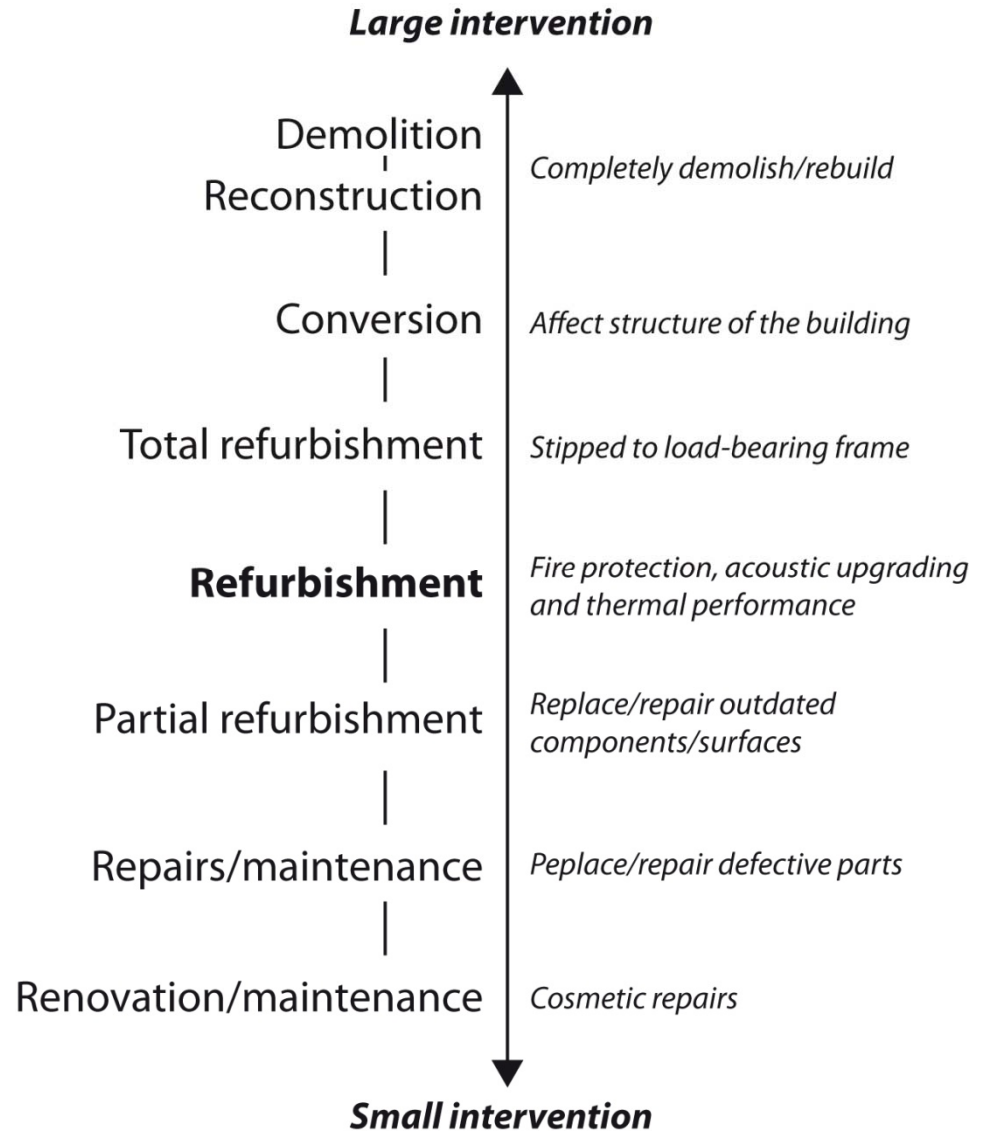 Large intervention
Demolition
Reconstruction
Completely demolish/rebuild
Conversion
Affect structure of the building
Total refurbishment
Stipped to load-bearing frame
Refurbishment
Fire protection, acoustic upgrading
and thermal performance
Partial refurbishment
Replace/repair outdated
components/surfaces
Repairs/maintenance
Peplace/repair defective parts
Renovation/maintenance
Cosmetic repairs
Small intervention